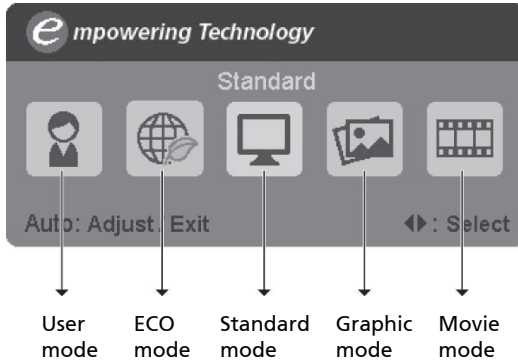 e mpowering Technology
Standard
Auto: Adjust / Exit ◄►: Select
User mode ECO mode Standard mode Graphic mode Movie mode